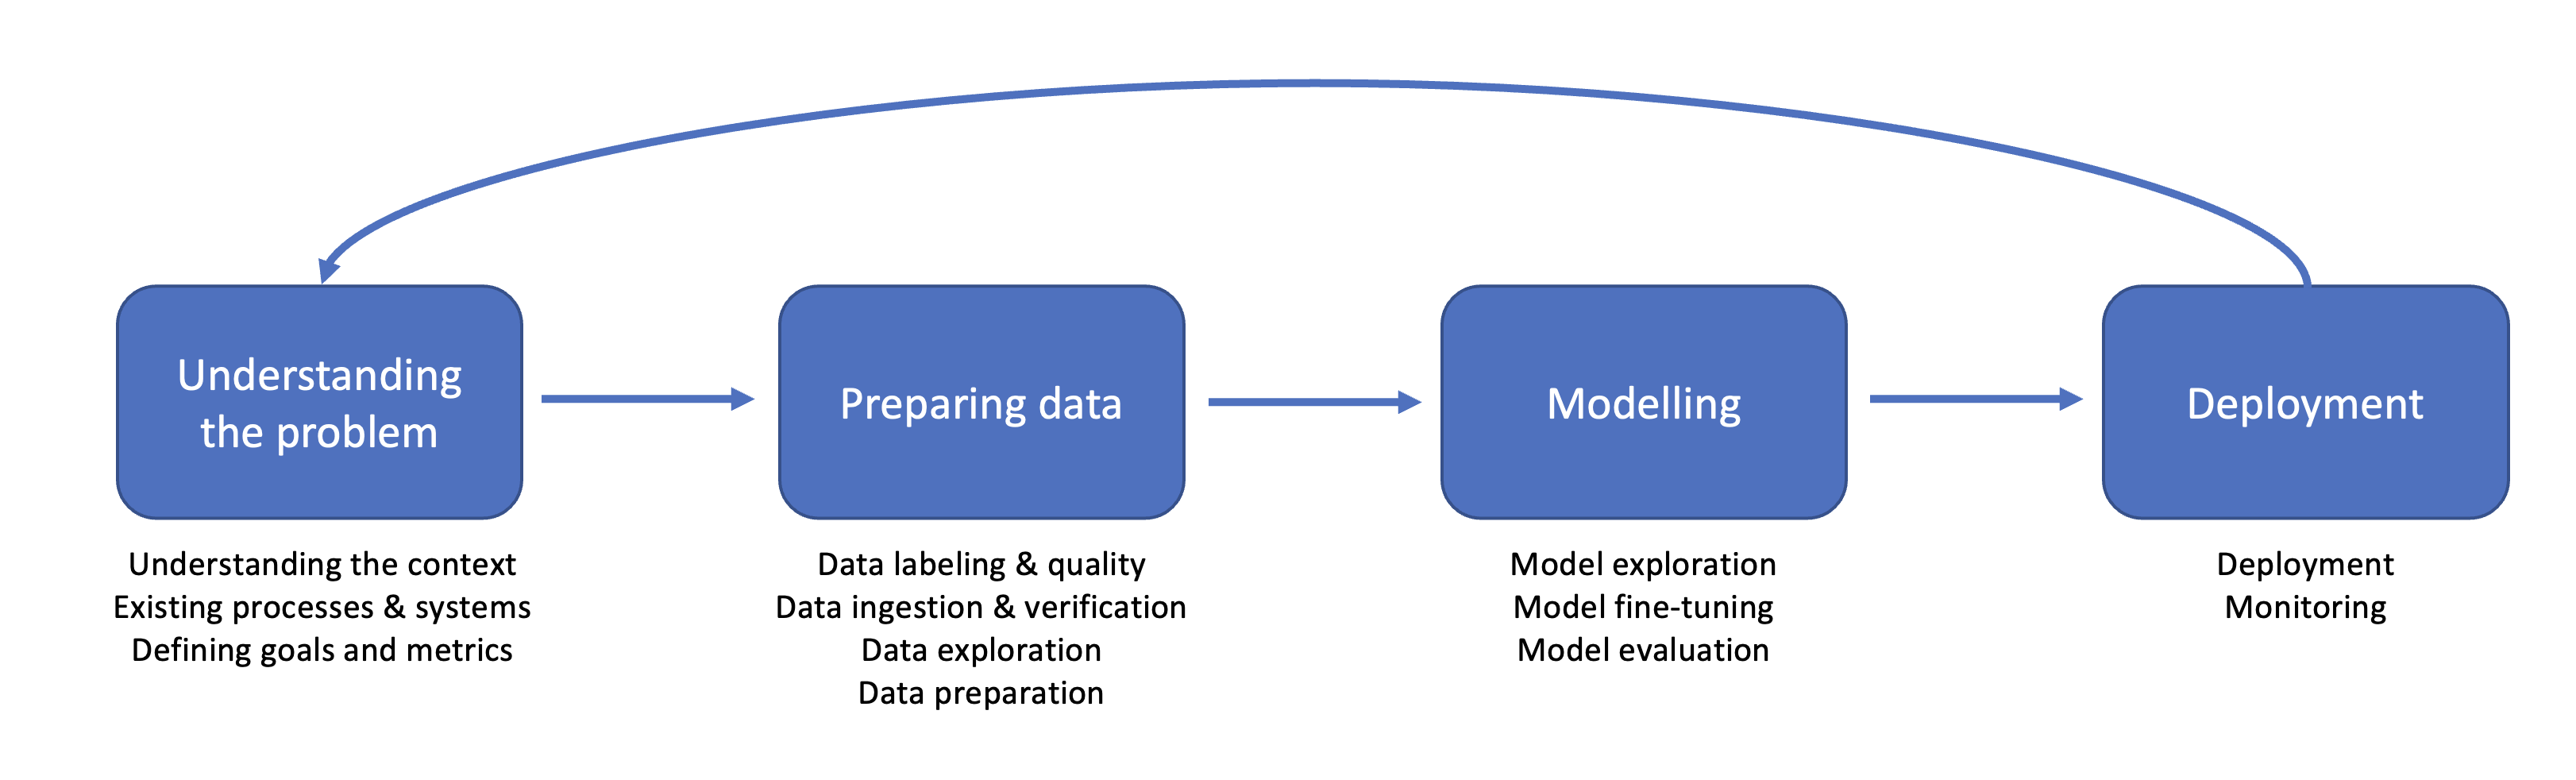 Understanding
the problem
Preparing data
Modelling
Deployment
Understanding the context
Existing processes & systems
Defining goals and metrics
Data labeling & quality
Data ingestion & verification
Data exploration
Data preparation
Model exploration
Model fine-tuning
Model evaluation
Deployment
Monitoring